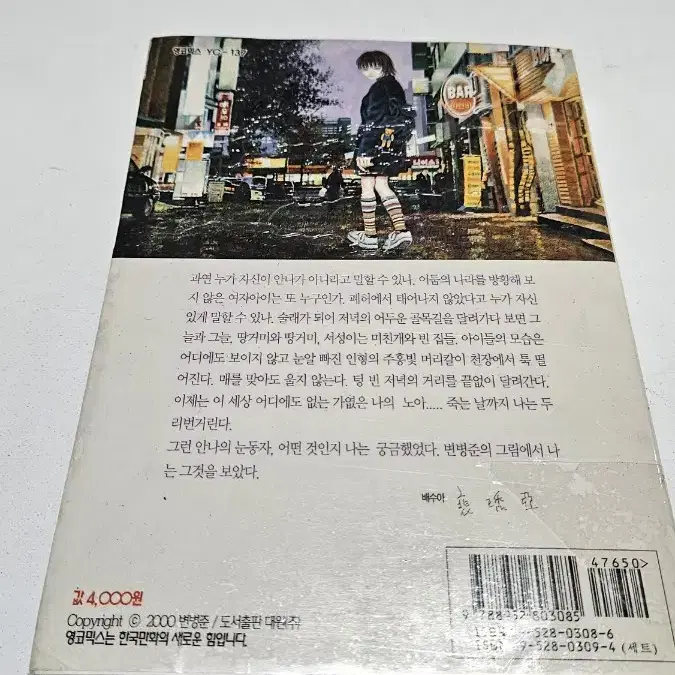 영코믹스 YC-137
BAR
과연 누가 자신이 안나가 아니라고 말할 수 있나. 어둠의 나라를 방황해 보
지 않은 여자아이는 또 누구인가. 폐허에서 태어나지 않았다고 누가 자신
있게 말할 수 있나. 술래가 되어 저녁의 어두운 골목길을 달려가다 보면 그
늘과 그늘, 땅거미와 땅거미, 서성이는 미친개와 빈 집들. 아이들의 모습은
어디에도 보이지 않고 눈알 빠진 인형의 주홍빛 머리칼이 천장에서 툭 떨
어진다. 매를 맞아도 울지 않는다. 텅 빈 저녁의 거리를 끝없이 달려간다.
이제는 이 세상 어디에도 없는 가엾은 나의 노아..... 죽는 날까지 나는 두
리번거린다.
그런 안나의 눈동자, 어떤 것인지 나는 궁금했었다. 변병준의 그림에서 나
는 그것을 보았다.
배수아 裵琇亞
값 4,000원
Copyright ⓒ 2000 변병준 / 도서출판 대원(주)
영코믹스는 한국만화의 새로운 힘입니다.
47650>
9 788952 803085
528-0308-6
9-528-0309-4 (세트)